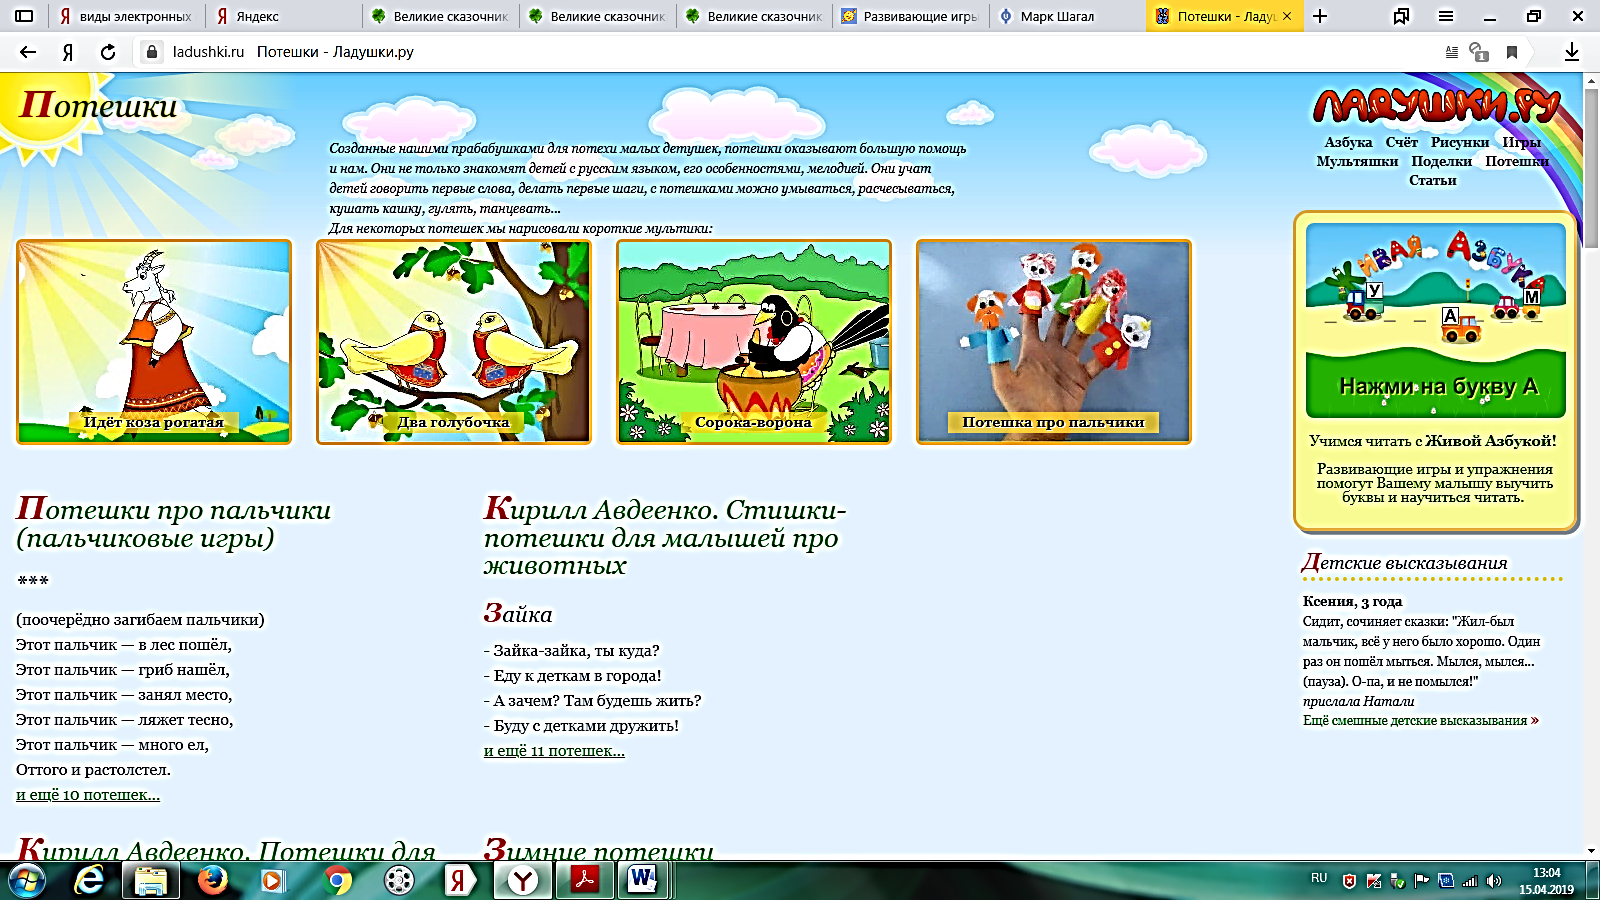 виды электронных
Яндекс
Великие сказочник
Великие сказочник
Великие сказочник
Развивающие игры
Марк Шагал
Потешки - Ладуш
ladushki.ru Потешки - Ладушки.ру
1
Потешки
Созданные нашими прабабушками для потехи малых детушек, потешки оказывают большую помощь
и нам. Они не только знакомят детей с русским языком, его особенностями, мелодией. Они учат
детей говорить первые слова, делать первые шаги, с потешками можно умываться, расчесываться,
кушать кашку, гулять, танцевать...
Для некоторых потешек мы нарисовали короткие мультики:
Идёт коза рогатая
Два голубочка
Сорока-ворона
Потешка про пальчики
Потешки про пальчики
(пальчиковые игры)
***
(поочерёдно загибаем пальчики)
Этот пальчик — в лес пошёл,
Этот пальчик — гриб нашёл,
Этот пальчик — занял место,
Этот пальчик — ляжет тесно,
Этот пальчик — много ел,
Оттого и растолстел.
и ещё 10 потешек...
Кирилл Авдеенко. Потешки для
Кирилл Авдеенко. Стишки-
потешки для малышей про
животных
Зайка
- Зайка-зайка, ты куда?
- Еду к деткам в города!
- А зачем? Там будешь жить?
- Буду с детками дружить!
и ещё 11 потешек...
Зимние потешки
ЛАДУШКИ.РУ
Азбука Счёт Рисунки Игры
Мультяшки Поделки Потешки
Статьи
Живая Азбука
У
А
М
Нажми на букву А
Учимся читать с Живой Азбукой!
Развивающие игры и упражнения
помогут Вашему малышу выучить
буквы и научиться читать.
Детские высказывания
Ксения, 3 года
Сидит, сочиняет сказки: "Жил-был
мальчик, всё у него было хорошо. Один
раз он пошёл мыться. Мылся, мылся...
(пауза). О-па, и не помылся!"
прислала Натали
Ещё смешные детские высказывания »
RU
13:04
15.04.2019